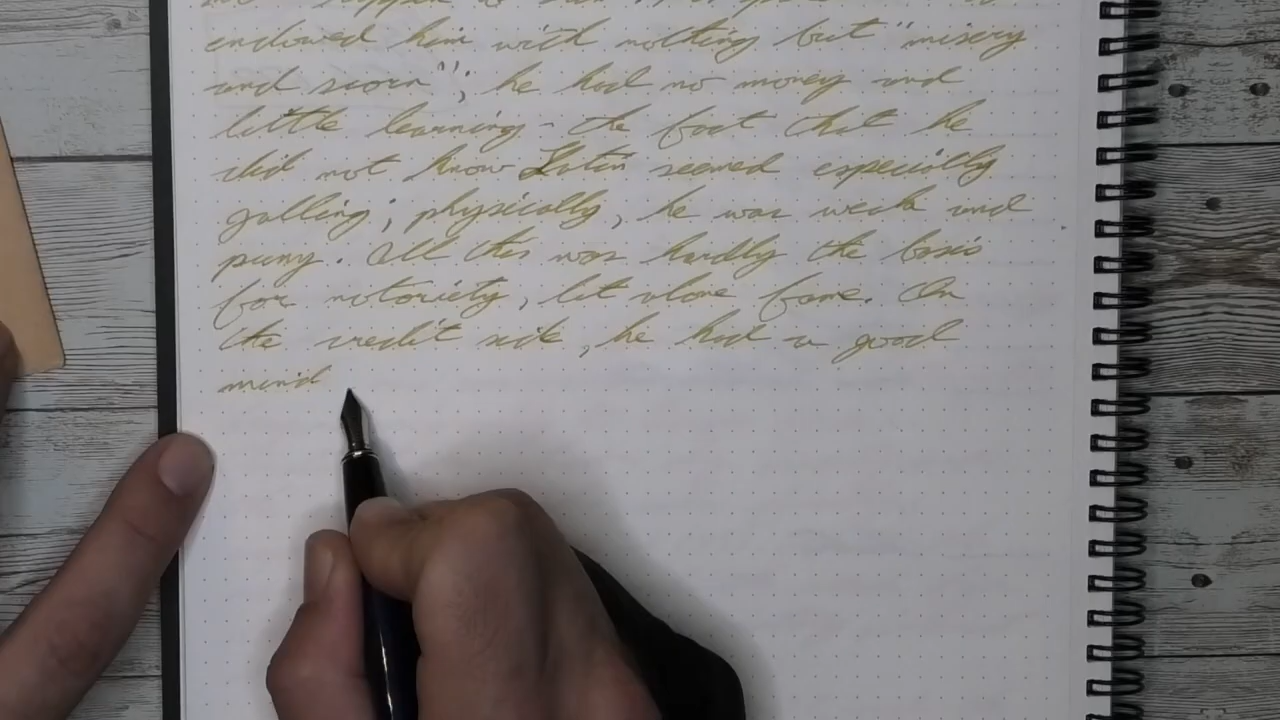 endowed him with nothing but "misery
and scorn"; he had no money and
little learning - the fact that he
did not know Latin seemed especially
galling; physically, he was weak and
puny. All this was hardly the basis
for notoriety, let alone fame. On
the credit side, he had a good
mind